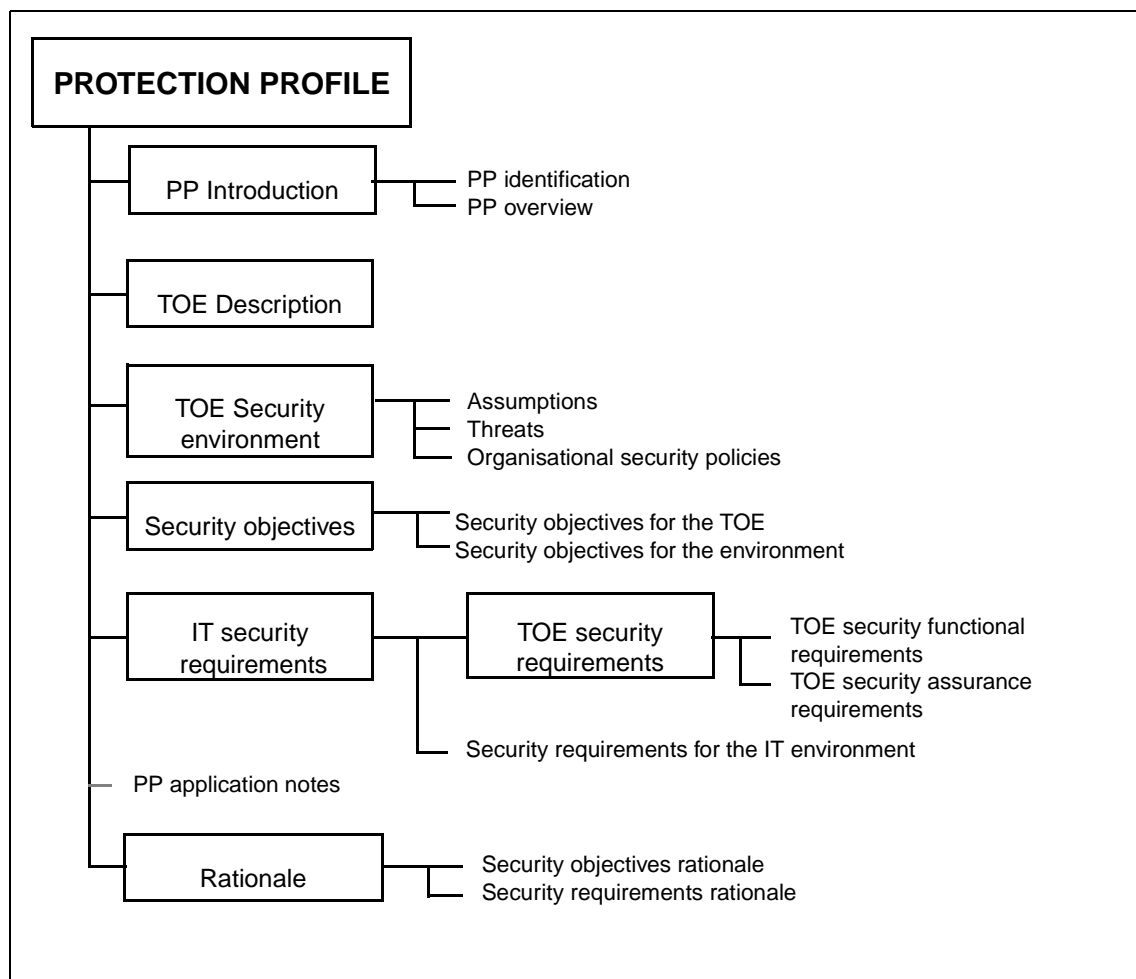 PROTECTION PROFILE
PP Introduction
PP identification
PP overview
TOE Description
TOE Security
environment
Assumptions
Threats
Organisational security policies
Security objectives
Security objectives for the TOE
Security objectives for the environment
IT security
requirements
TOE security
requirements
TOE security functional
requirements
TOE security assurance
requirements
Security requirements for the IT environment
PP application notes
Rationale
Security objectives rationale
Security requirements rationale